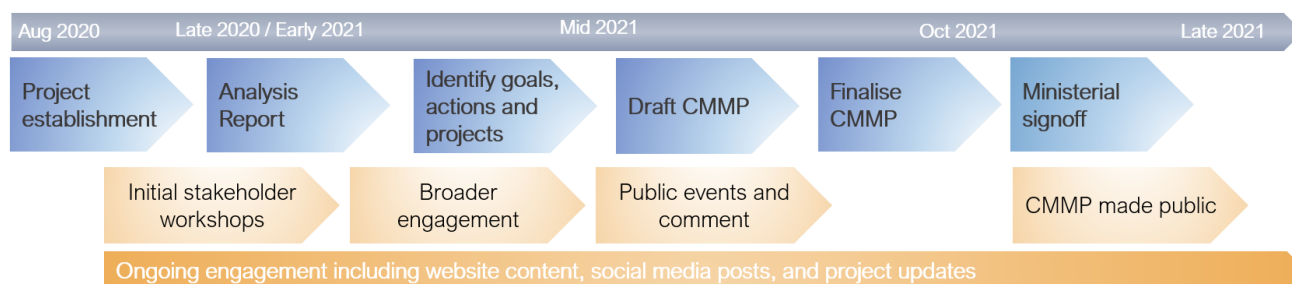 Aug 2020
Late 2020 / Early 2021
Mid 2021
Oct 2021
Late 2021
Project
establishment
Analysis
Report
Identify goals,
actions and
projects
Draft CMMP
Finalise
CMMP
Ministerial
signoff
Initial stakeholder
workshops
Broader
engagement
Public events and
comment
CMMP made public
Ongoing engagement including website content, social media posts, and project updates